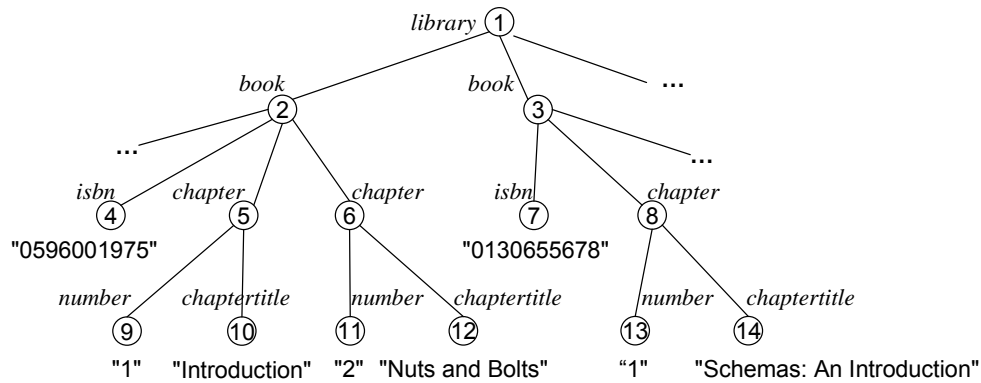 library 1
...
book book
2 3
... ...
isbn chapter chapter isbn chapter
4 5 6 7 8
"0596001975" "0130655678"
number chaptertitle number chaptertitle number chaptertitle
9 10 11 12 13 14
"1" "Introduction" "2" "Nuts and Bolts" “1" "Schemas: An Introduction"